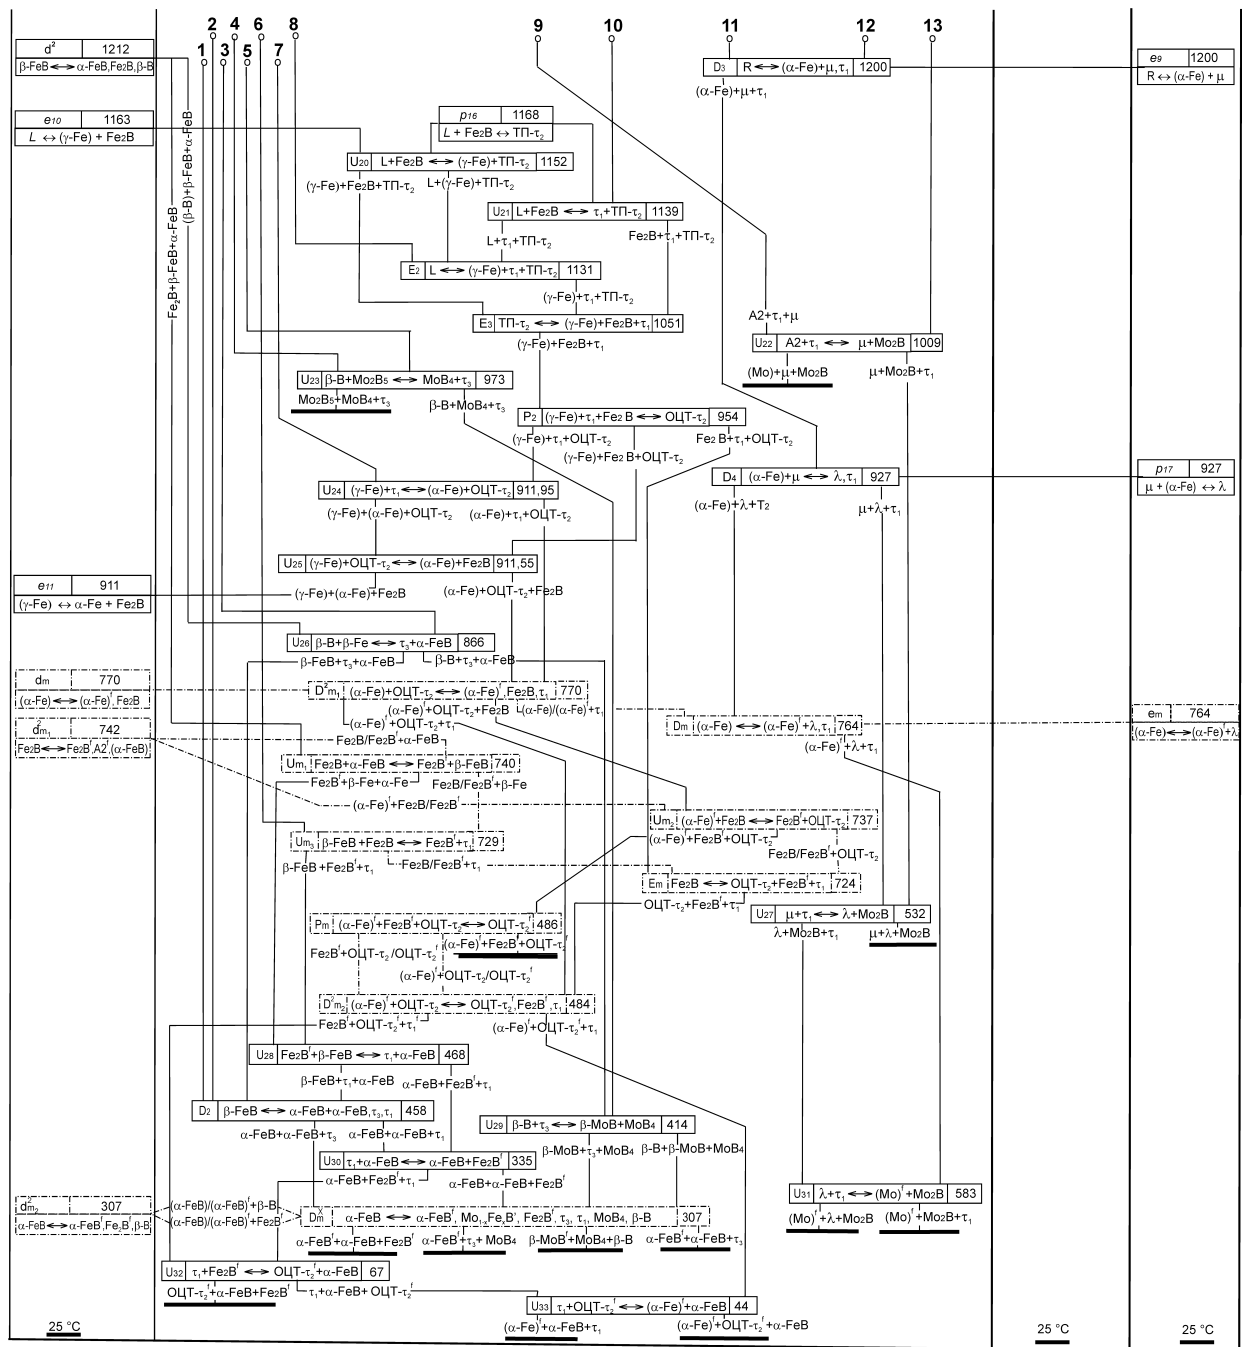 1 2 3 4 5 6 7 8 9 10 11 12 13
d² 1212
β-FeB ↔ α-FeB,Fe₂B,β-B
D₃ R ↔ (α-Fe)+μ,τ₁ 1200
(α-Fe)+μ+τ₁
e₉ 1200
R ↔ (α-Fe) + μ
e₁₀ 1163
L ↔ (γ-Fe) + Fe₂B
p₁₆ 1168
L + Fe₂B ↔ ТП-τ₂
Fe₂B+β-FeB+α-FeB
(β-B)+β-FeB+α-FeB
U₂₀ L+Fe₂B ↔ (γ-Fe)+ТП-τ₂ 1152
(γ-Fe)+Fe₂B+ТП-τ₂ L+(γ-Fe)+ТП-τ₂
U₂₁ L+Fe₂B ↔ τ₁+ТП-τ₂ 1139
L+τ₁+ТП-τ₂ Fe₂B+τ₁+ТП-τ₂
E₂ L ↔ (γ-Fe)+τ₁+ТП-τ₂ 1131
(γ-Fe)+τ₁+ТП-τ₂
E₃ ТП-τ₂ ↔ (γ-Fe)+Fe₂B+τ₁ 1051
(γ-Fe)+Fe₂B+τ₁
A2+τ₁+μ
U₂₂ A2+τ₁ ↔ μ+Mo₂B 1009
(Mo)+μ+Mo₂B μ+Mo₂B+τ₁
U₂₃ β-B+Mo₂B₅ ↔ MoB₄+τ₃ 973
Mo₂B₅+MoB₄+τ₃ β-B+MoB₄+τ₃
P₂ (γ-Fe)+τ₁+Fe₂ B ↔ ОЦТ-τ₂ 954
(γ-Fe)+τ₁+ОЦТ-τ₂ Fe₂ B+τ₁+ОЦТ-τ₂
(γ-Fe)+Fe₂ B+ОЦТ-τ₂
D₄ (α-Fe)+μ ↔ λ,τ₁ 927
(α-Fe)+λ+T₂ μ+λ+τ₁
p₁₇ 927
μ + (α-Fe) ↔ λ
U₂₄ (γ-Fe)+τ₁ ↔ (α-Fe)+ОЦТ-τ₂ 911,95
(γ-Fe)+(α-Fe)+ОЦТ-τ₂ (α-Fe)+τ₁+ОЦТ-τ₂
U₂₅ (γ-Fe)+ОЦТ-τ₂ ↔ (α-Fe)+Fe₂B 911,55
(γ-Fe)+(α-Fe)+Fe₂B (α-Fe)+ОЦТ-τ₂+Fe₂B
e₁₁ 911
(γ-Fe) ↔ α-Fe + Fe₂B
U₂₆ β-B+β-Fe ↔ τ₃+α-FeB 866
β-FeB+τ₃+α-FeB β-B+τ₃+α-FeB
dm 770
(α-Fe) ↔ (α-Fe)ᶠ,Fe₂B
D²m₁ (α-Fe)+ОЦТ-τ₂ ↔ (α-Fe)ᶠ,Fe₂B,τ₁ 770
(α-Fe)ᶠ+ОЦТ-τ₂+Fe₂B (α-Fe)/(α-Fe)ᶠ+τ₁
(α-Fe)ᶠ+ОЦТ-τ₂+τ₁
Dm (α-Fe) ↔ (α-Fe)ᶠ+λ,τ₁ 764
(α-Fe)ᶠ+λ+τ₁
em 764
(α-Fe) ↔ (α-Fe)ᶠ+λ
d²m₁ 742
Fe₂B ↔ Fe₂Bᶠ,A2ᶠ,(α-FeB)
Fe₂B/Fe₂Bᶠ+α-FeB
Um₁ Fe₂B+α-FeB ↔ Fe₂Bᶠ+β-FeB 740
Fe₂Bᶠ+β-Fe+α-Fe Fe₂B/Fe₂Bᶠ+β-Fe
(α-Fe)ᶠ+Fe₂B/Fe₂Bᶠ
Um₂ (α-Fe)ᶠ+Fe₂B ↔ Fe₂Bᶠ+ОЦТ-τ₂ 737
(α-Fe)ᶠ+Fe₂Bᶠ+ОЦТ-τ₂
Fe₂B/Fe₂Bᶠ+ОЦТ-τ₂
Um₃ β-FeB+Fe₂B ↔ Fe₂Bᶠ+τ₁ 729
β-FeB+Fe₂Bᶠ+τ₁ Fe₂B/Fe₂Bᶠ+τ₁
Em Fe₂B ↔ ОЦТ-τ₂+Fe₂Bᶠ+τ₁ 724
ОЦТ-τ₂+Fe₂Bᶠ+τ₁
U₂₇ μ+τ₁ ↔ λ+Mo₂B 532
λ+Mo₂B+τ₁ μ+λ+Mo₂B
Pm (α-Fe)ᶠ+Fe₂Bᶠ+ОЦТ-τ₂ ↔ ОЦТ-τ₂ᶠ 486
Fe₂Bᶠ+ОЦТ-τ₂/ОЦТ-τ₂ᶠ (α-Fe)ᶠ+Fe₂Bᶠ+ОЦТ-τ₂ᶠ
(α-Fe)ᶠ+ОЦТ-τ₂/ОЦТ-τ₂ᶠ
D²m₂ (α-Fe)ᶠ+ОЦТ-τ₂ ↔ ОЦТ-τ₂ᶠ,Fe₂Bᶠ,τ₁ 484
Fe₂Bᶠ+ОЦТ-τ₂ᶠ+τ₁ᶠ (α-Fe)ᶠ+ОЦТ-τ₂ᶠ+τ₁
U₂₈ Fe₂Bᶠ+β-FeB ↔ τ₁+α-FeB 468
β-FeB+τ₁+α-FeB α-FeB+Fe₂Bᶠ+τ₁
D₂ β-FeB ↔ α-FeB+α-FeB,τ₃,τ₁ 458
α-FeB+α-FeB+τ₃ α-FeB+α-FeB+τ₁
U₂₉ β-B+τ₃ ↔ β-MoB+MoB₄ 414
β-MoB+τ₃+MoB₄ β-B+β-MoB+MoB₄
U₃₀ τ₁+α-FeB ↔ α-FeB+Fe₂Bᶠ 335
α-FeB+Fe₂Bᶠ+τ₁ α-FeB+α-FeB+Fe₂Bᶠ
U₃₁ λ+τ₁ ↔ (Mo)ᶠ+Mo₂B 583
(Mo)ᶠ+λ+Mo₂B (Mo)ᶠ+Mo₂B+τ₁
d²m₂ 307
α-FeB ↔ α-FeBᶠ,Fe₂Bᶠ,β-B
(α-FeB)/(α-FeB)ᶠ+β-B
(α-FeB)/(α-FeB)ᶠ+Fe₂Bᶠ
Dˣm α-FeB ↔ α-FeBᶠ, Mo₁₋ₓFeₓBᶠ, Fe₂Bᶠ, τ₃, τ₁, MoB₄, β-B 307
α-FeBᶠ+α-FeB+Fe₂Bᶠ α-FeBᶠ+τ₃+ MoB₄ β-MoBᶠ+MoB₄+β-B α-FeBᶠ+α-FeB+τ₃
U₃₂ τ₁+Fe₂Bᶠ ↔ ОЦТ-τ₂ᶠ+α-FeB 67
ОЦТ-τ₂ᶠ+α-FeB+Fe₂Bᶠ τ₁+α-FeB+ ОЦТ-τ₂ᶠ
U₃₃ τ₁+ОЦТ-τ₂ᶠ ↔ (α-Fe)ᶠ+α-FeB 44
(α-Fe)ᶠ+α-FeB+τ₁ (α-Fe)ᶠ+ОЦТ-τ₂ᶠ+α-FeB
25 °C 25 °C 25 °C